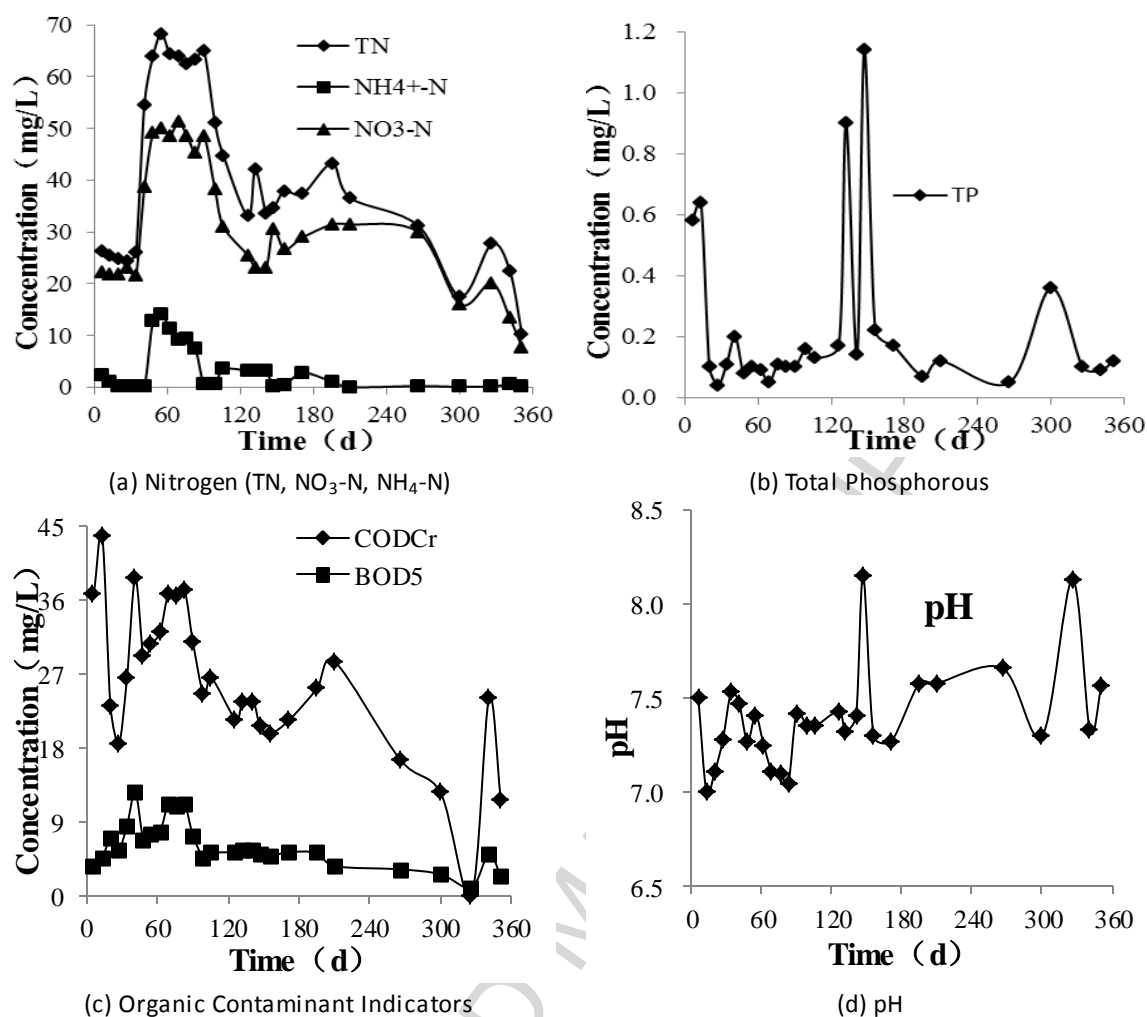 70
60
50
40
30
20
10
0
Concentration（mg/L）
TN
NH4+-N
NO3-N
0 60 120 180 240 300 360
Time（d）
(a) Nitrogen (TN, NO3-N, NH4-N)
1.2
1.0
0.8
0.6
0.4
0.2
0.0
Concentration（mg/L）
TP
0 60 120 180 240 300 360
Time（d）
(b) Total Phosphorous
45
36
27
18
9
0
Concentration（mg/L）
CODCr
BOD5
0 60 120 180 240 300 360
Time（d）
(c) Organic Contaminant Indicators
8.5
8.0
7.5
7.0
6.5
pH
pH
0 60 120 180 240 300 360
Time（d）
(d) pH